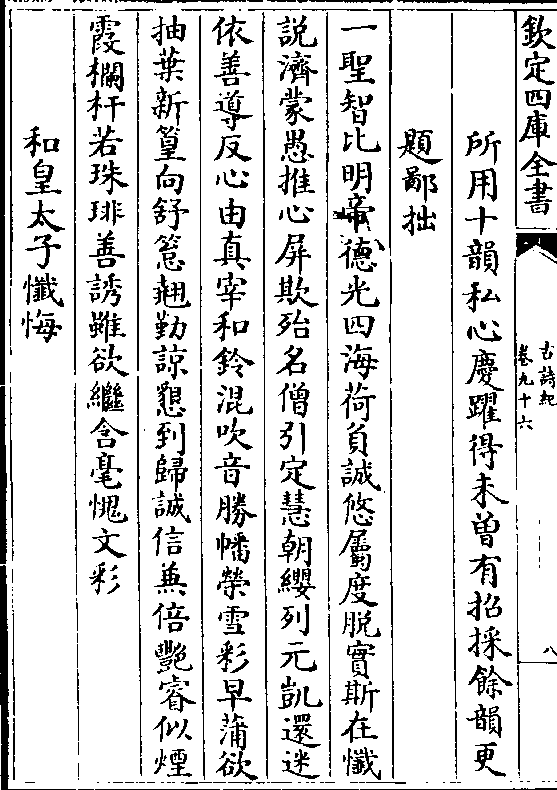 欽定四庫全書
古詩紀
卷九十六
八
所用十韻私心慶躍得未曾有招採餘韻更
題鄙拙
一聖智比明帝德光四海荷負誠悠屬度脫實斯在懺
説濟蒙愚推心屏欺殆名僧引定慧朝纓列元凱還迷
依善導反心由真宰和鈴混吹音勝幡榮雪彩早蒲欲
抽葉新篁向舒篒翹勤諒懇到歸誠信兼倍豔睿似煙
霞欄杆若珠琲善誘雖欲繼含毫愧文彩
和皇太子懺悔